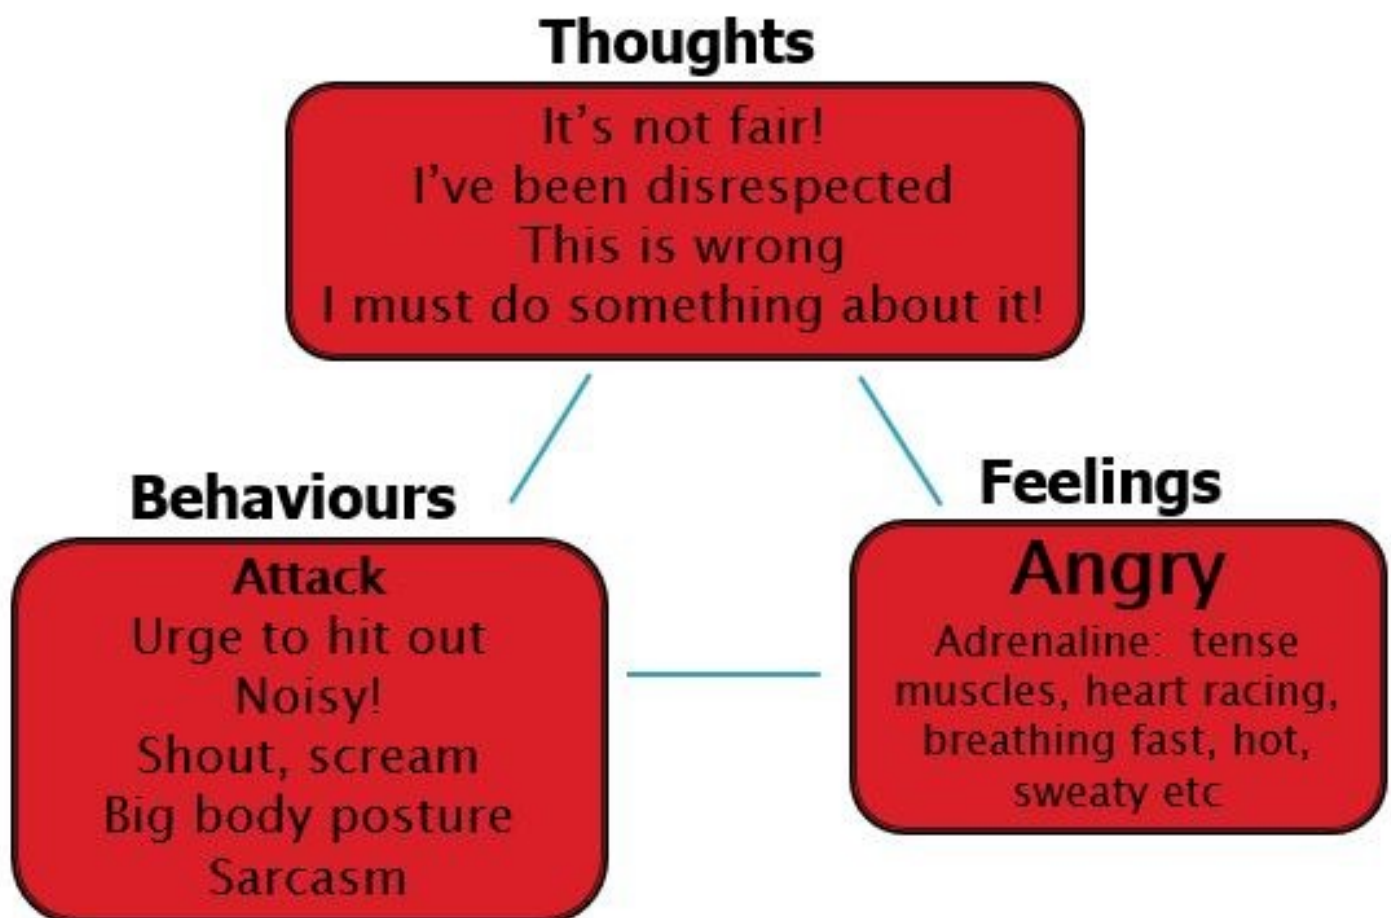 Thoughts
It's not fair!
I've been disrespected
This is wrong
I must do something about it!
Behaviours
Attack
Urge to hit out
Noisy!
Shout, scream
Big body posture
Sarcasm
Feelings
Angry
Adrenaline: tense
muscles, heart racing,
breathing fast, hot,
sweaty etc